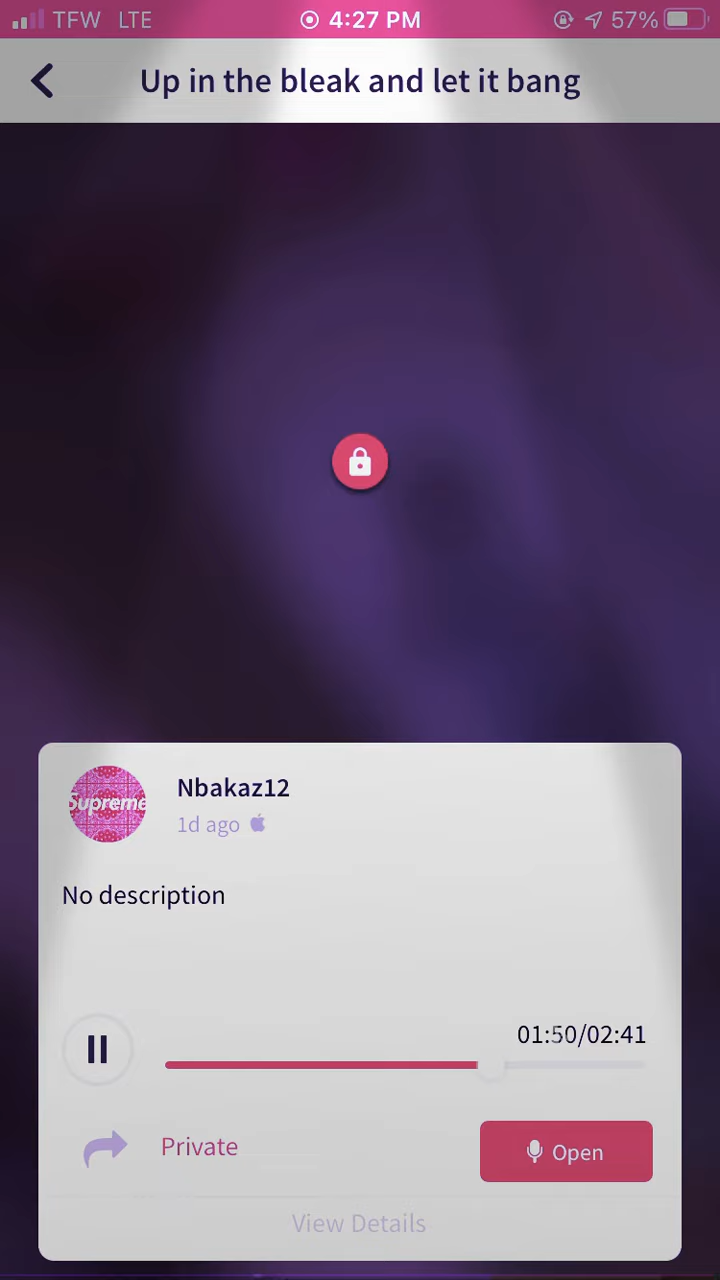 TFW LTE 4:27 PM 57%
Up in the bleak and let it bang
Supreme
Nbakaz12
1d ago
No description
01:50/02:41
Private
Open
View Details